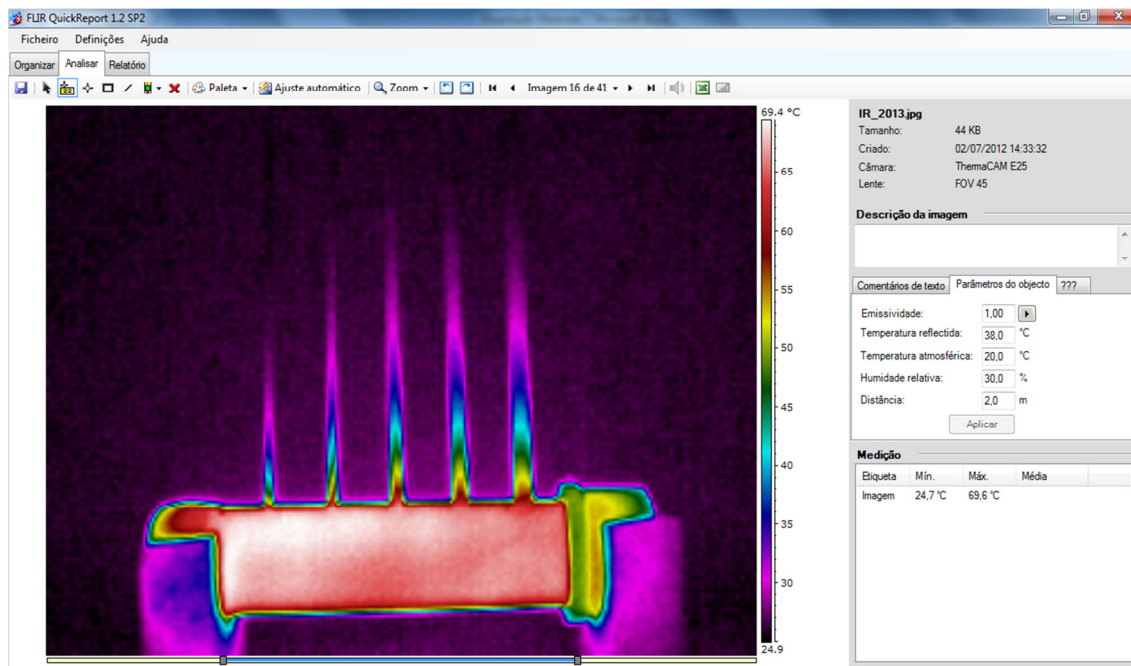 FLIR QuickReport 1.2 SP2
Ficheiro Definições Ajuda
Organizar Analisar Relatório
Paleta Ajuste automático Zoom Imagem 16 de 41
69.4 °C
65
60
55
50
45
40
35
30
24.9
IR_2013.jpg
Tamanho: 44 KB
Criado: 02/07/2012 14:33:32
Câmara: ThermaCAM E25
Lente: FOV 45
Descrição da imagem
Comentários de texto Parâmetros do objecto ???
Emissividade: 1,00
Temperatura reflectida: 38,0 °C
Temperatura atmosférica: 20,0 °C
Humidade relativa: 30,0 %
Distância: 2,0 m
Aplicar
Medição
Etiqueta Mín. Máx. Média
Imagem 24,7 °C 69,6 °C